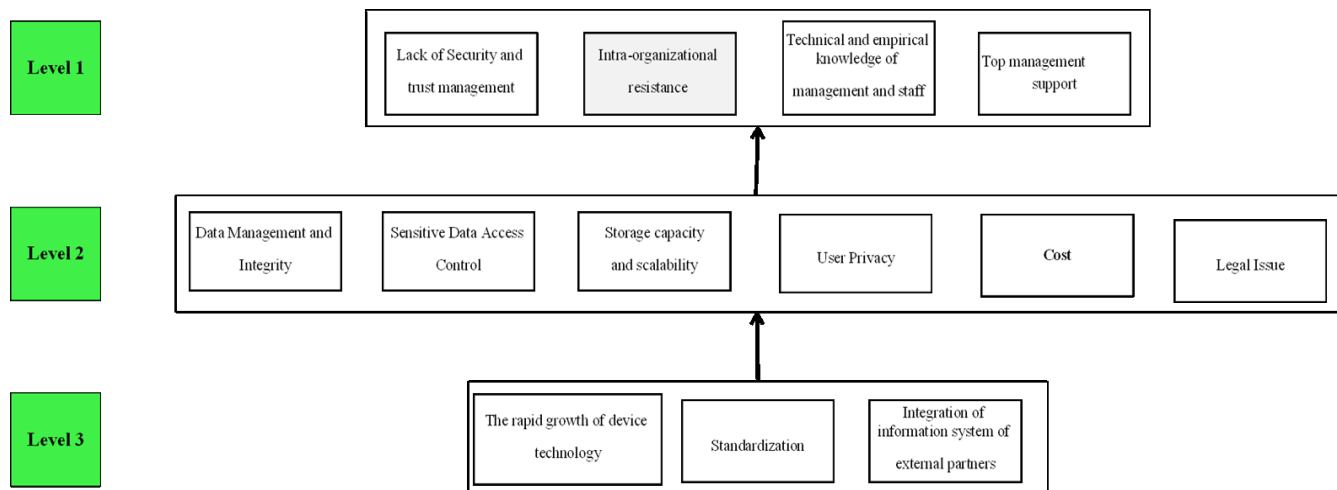 Level 1
Lack of Security and
trust management
Intra-organizational
resistance
Technical and empirical
knowledge of
management and staff
Top management
support
Level 2
Data Management and
Integrity
Sensitive Data Access
Control
Storage capacity
and scalability
User Privacy
Cost
Legal Issue
Level 3
The rapid growth of device
technology
Standardization
Integration of
information system of
external partners